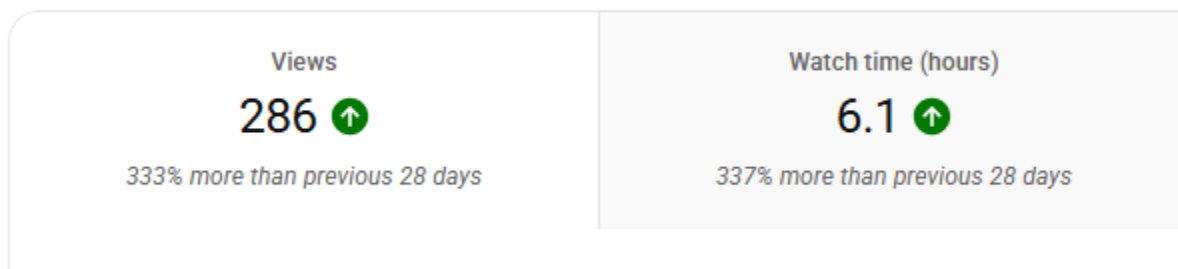 Views
286
333% more than previous 28 days
Watch time (hours)
6.1
337% more than previous 28 days